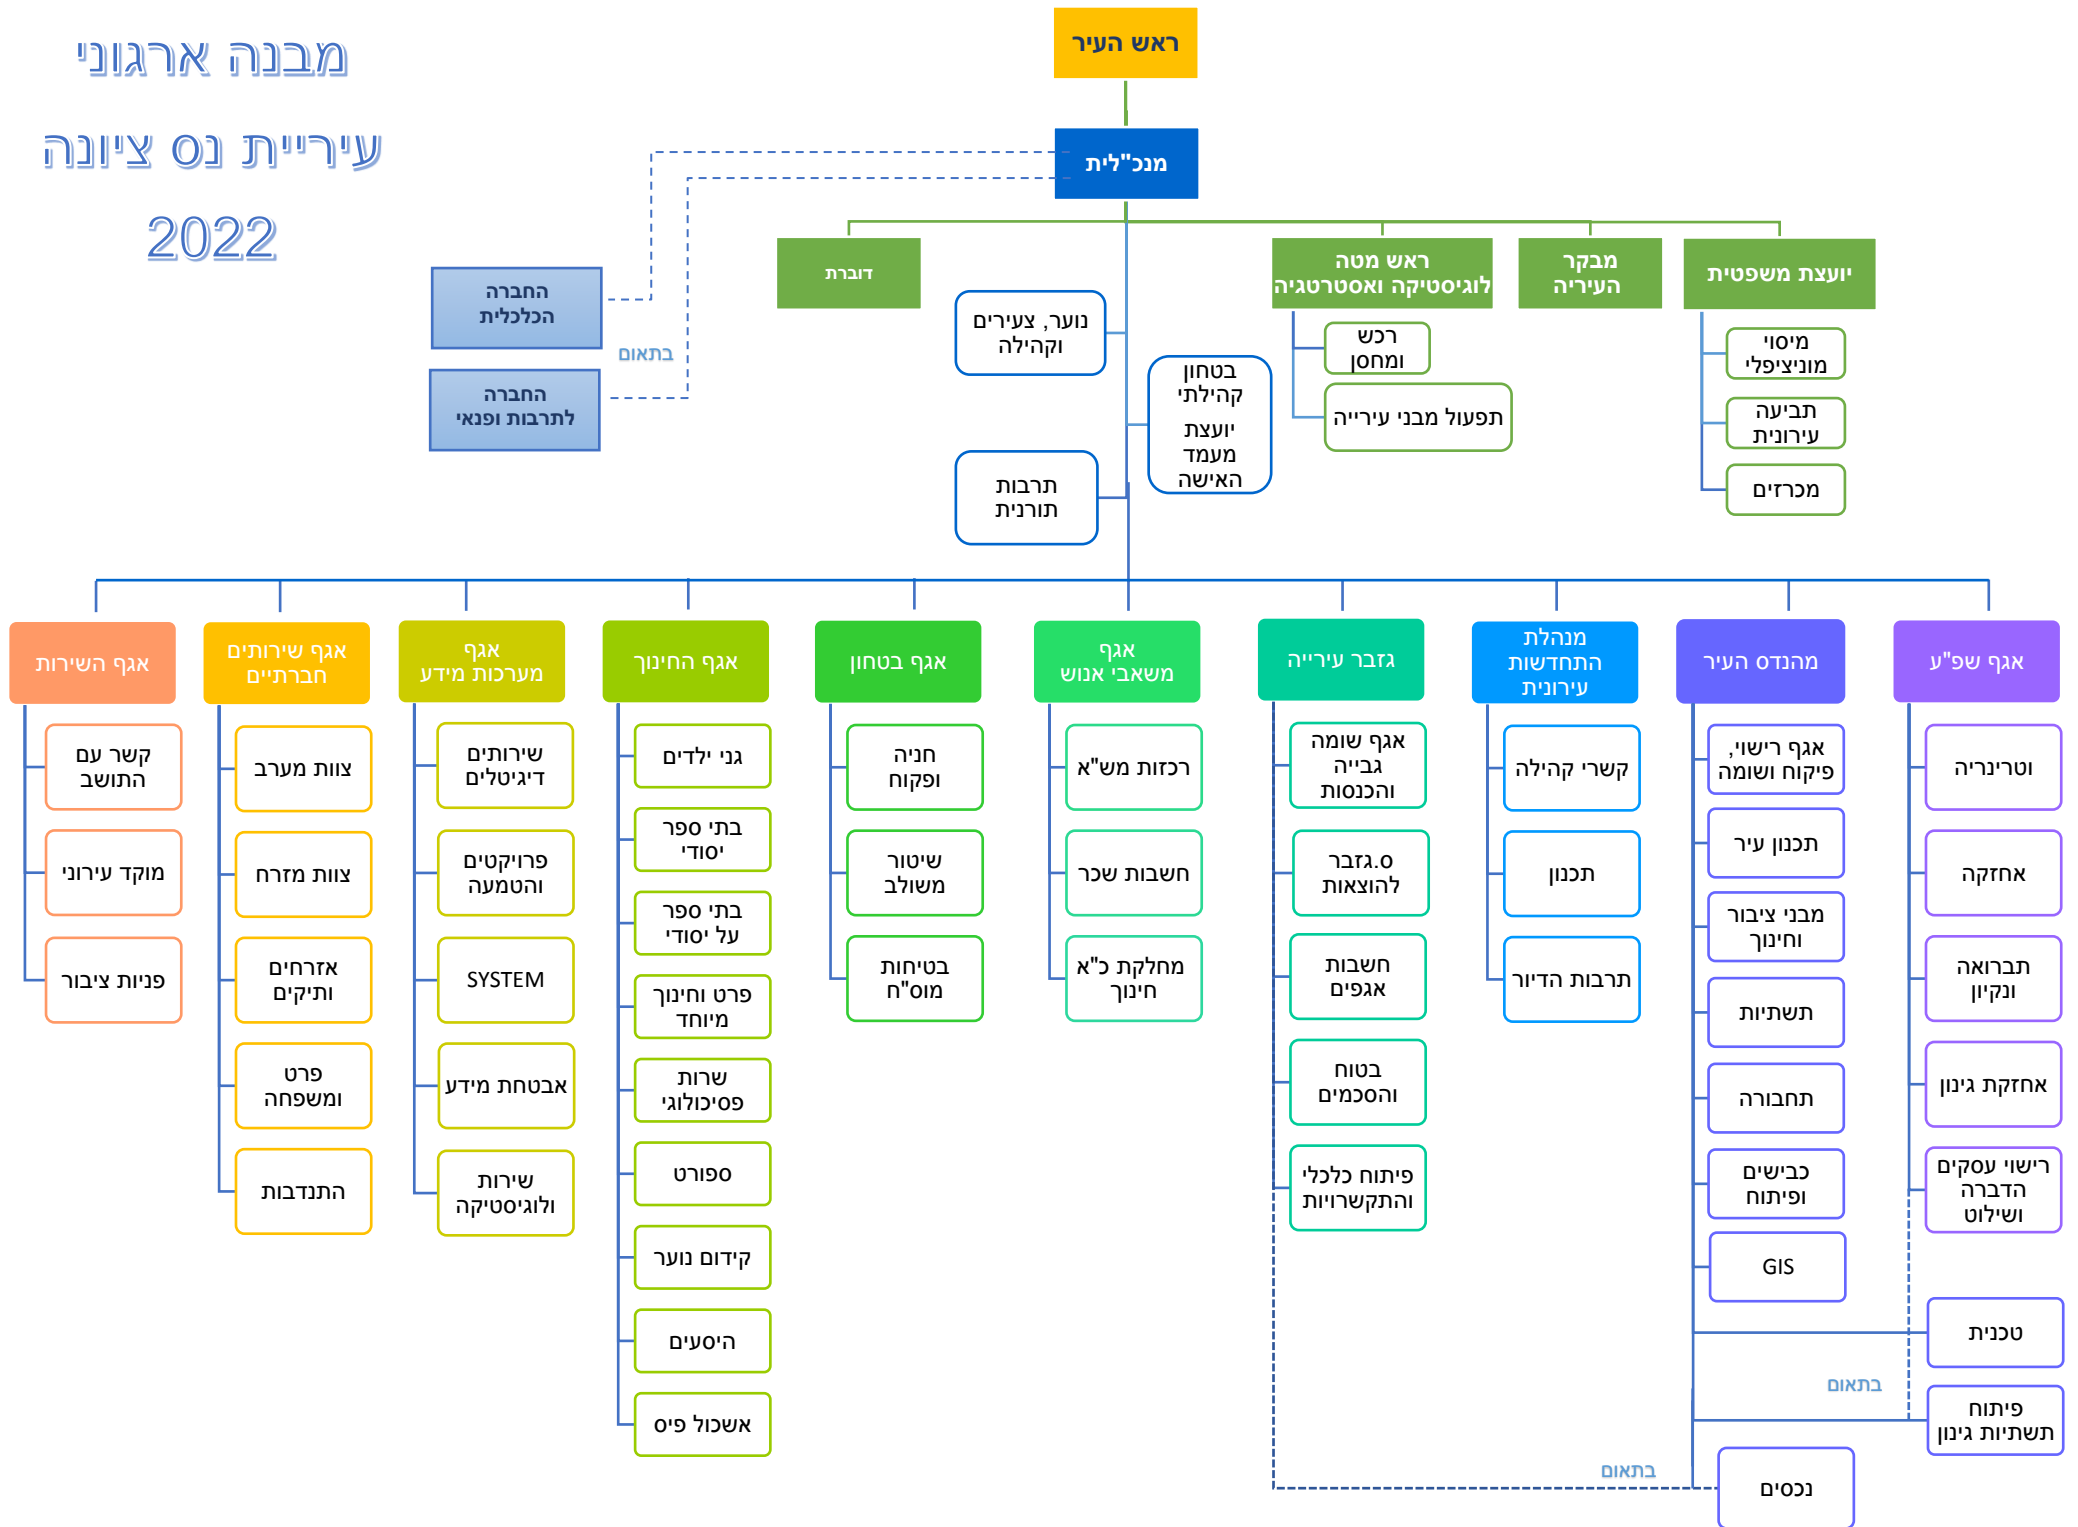 מבנה ארגוני
עיריית נס ציונה
2022
ראש העיר
מנכ"לית
יועצת משפטית
מבקר
העיריה
ראש מטה
לוגיסטיקה ואסטרטגיה
דוברת
מיסוי
מוניציפלי
תביעה
עירונית
מכרזים
רכש
ומחסן
תפעול מבני עירייה
נוער, צעירים
וקהילה
בטחון
קהילתי
יועצת
מעמד
האישה
תרבות
תורנית
החברה
הכלכלית
בתאום
החברה
לתרבות ופנאי
אגף שפ"ע
וטרינריה
אחזקה
תברואה
ונקיון
אחזקת גינון
רישוי עסקים
הדברה
ושילוט
טכנית
בתאום
פיתוח
תשתיות גינון
מהנדס העיר
אגף רישוי,
פיקוח ושומה
תכנון עיר
מבני ציבור
וחינוך
תשתיות
תחבורה
כבישים
ופיתוח
GIS
בתאום
נכסים
מנהלת
התחדשות
עירונית
קשרי קהילה
תכנון
תרבות הדיור
גזבר עירייה
אגף שומה
גבייה
והכנסות
ס.גזבר
להוצאות
חשבות
אגפים
בטוח
והסכמים
פיתוח כלכלי
והתקשרויות
אגף
משאבי אנוש
רכזות מש"א
חשבות שכר
מחלקת כ"א
חינוך
אגף בטחון
חניה
ופקוח
שיטור
משולב
בטיחות
מוס"ח
אגף החינוך
גני ילדים
בתי ספר
יסודי
בתי ספר
על יסודי
פרט וחינוך
מיוחד
שרות
פסיכולוגי
ספורט
קידום נוער
היסעים
אשכול פיס
אגף
מערכות מידע
שירותים
דיגיטלים
פרויקטים
והטמעה
SYSTEM
אבטחת מידע
שירות
ולוגיסטיקה
אגף שירותים
חברתיים
צוות מערב
צוות מזרח
אזרחים
ותיקים
פרט
ומשפחה
התנדבות
אגף השירות
קשר עם
התושב
מוקד עירוני
פניות ציבור